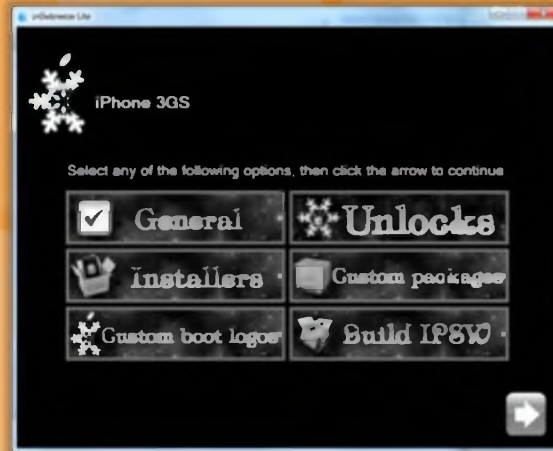 iPhone 3GS
Select any of the following options, then click the arrow to continue
General
Unlocks
Installers
Custom packages
Custom boot logos
Build IPSW